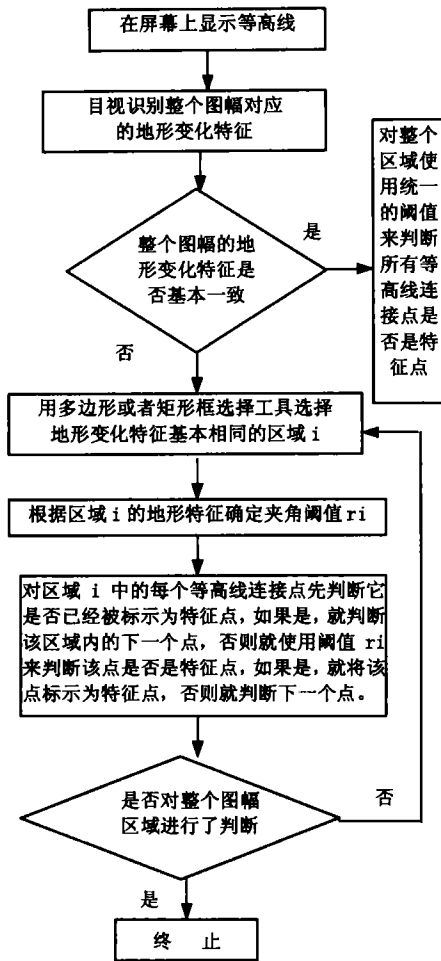 在屏幕上显示等高线
目视识别整个图幅对应
的地形变化特征
整个图幅的地
形变化特征是
否基本一致
是
对整个
区域使
用统一
的阈值
来判断
所有等
高线连
接点是
否是特
征点
否
用多边形或者矩形框选择工具选择
地形变化特征基本相同的区域 i
根据区域 i 的地形特征确定夹角阈值 ri
对区域 i 中的每个等高线连接点先判断它
是否已经被标示为特征点，如果是，就判断
该区域内的下一个点，否则就使用阈值 ri
来判断该点是否是特征点，如果是，就将该
点标示为特征点，否则就判断下一个点。
是否对整个图幅
区域进行了判断
否
是
终 止